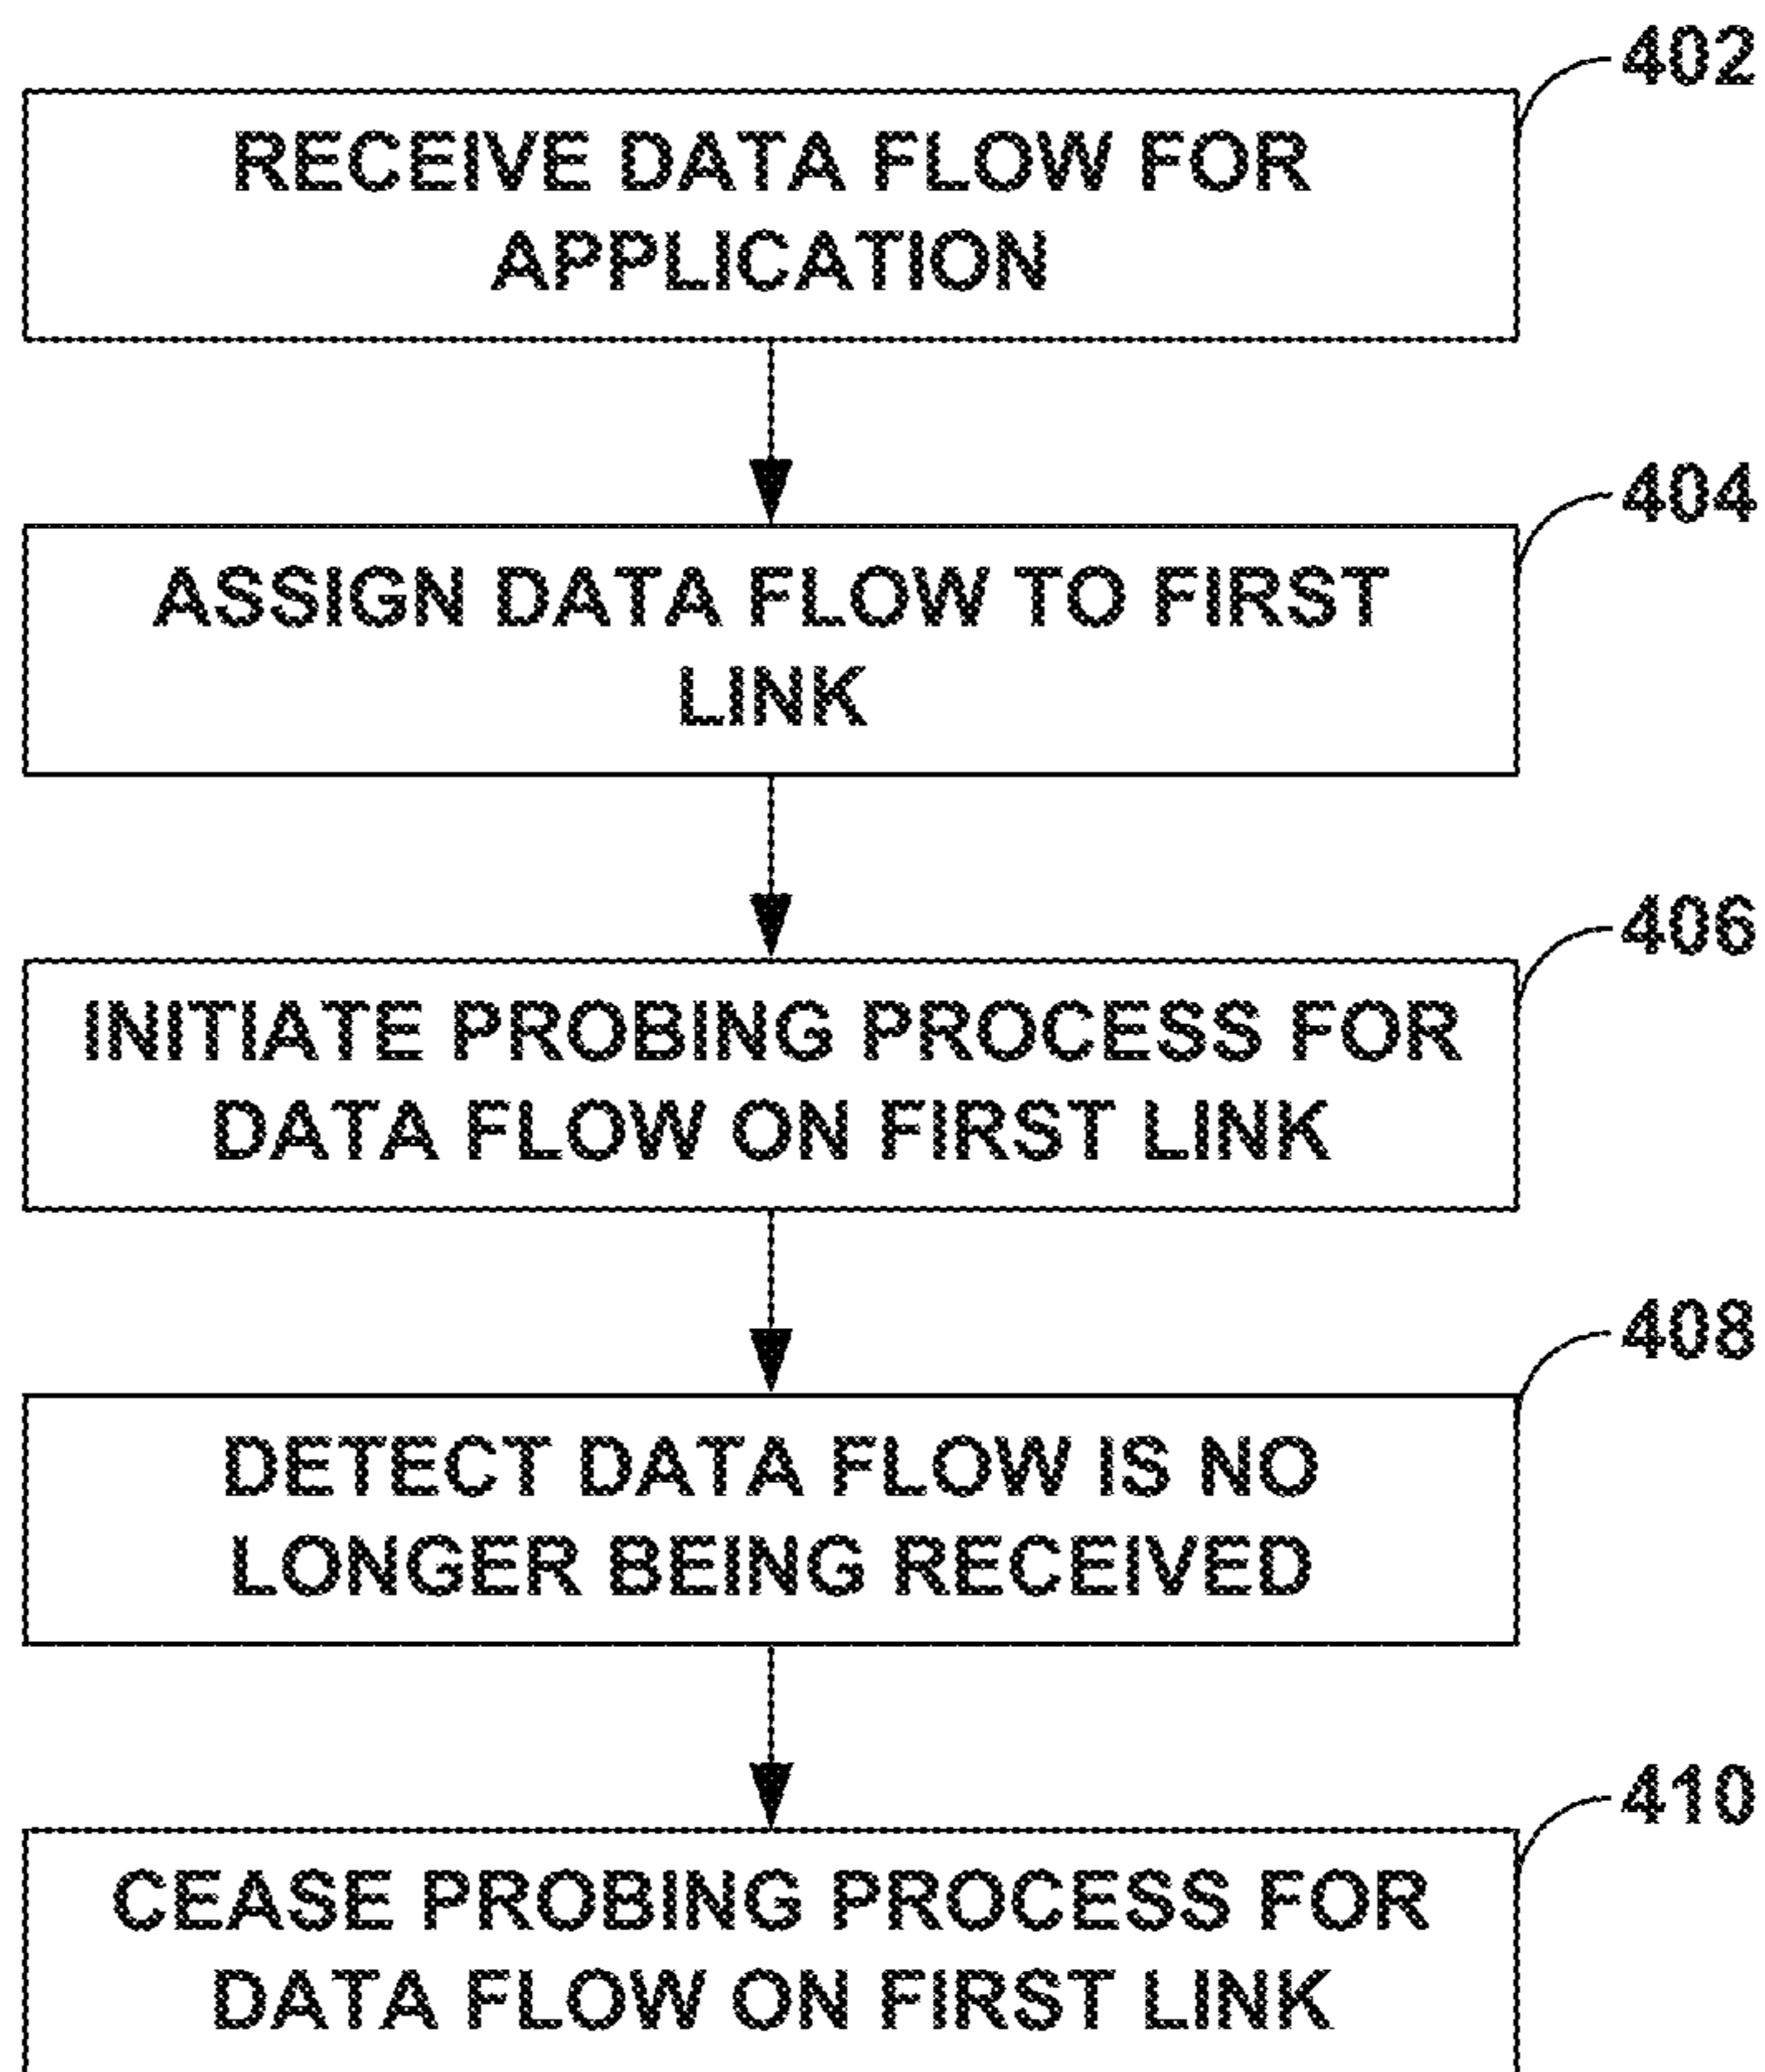 402
RECEIVE DATA FLOW FOR
APPLICATION
404
ASSIGN DATA FLOW TO FIRST
LINK
406
INITIATE PROBING PROCESS FOR
DATA FLOW ON FIRST LINK
408
DETECT DATA FLOW IS NO
LONGER BEING RECEIVED
410
CEASE PROBING PROCESS FOR
DATA FLOW ON FIRST LINK